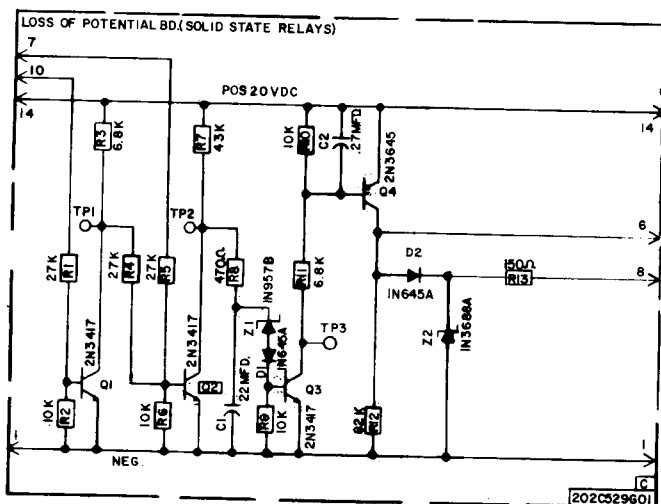 LOSS OF POTENTIAL BD.(SOLID STATE RELAYS)
7
10
POS 20 VDC
14
14
R3
6.8K
R7
43K
10K
R10
C2
.27MFD.
2N3645
Q4
TP1
TP2
6
27K
R1
27K
R4
27K
R5
470Ω
R8
IN957B
R11
6.8K
D2
IN645A
150Ω
R13
8
Z1
D1
IN645A
TP3
Z2
IN3688A
2N3417
Q1
2N3417
Q2
22MFD.
C1
Q3
2N3417
10K
R2
10K
R6
R9
10K
82K
R12
1
NEG.
1
C
202C529G01